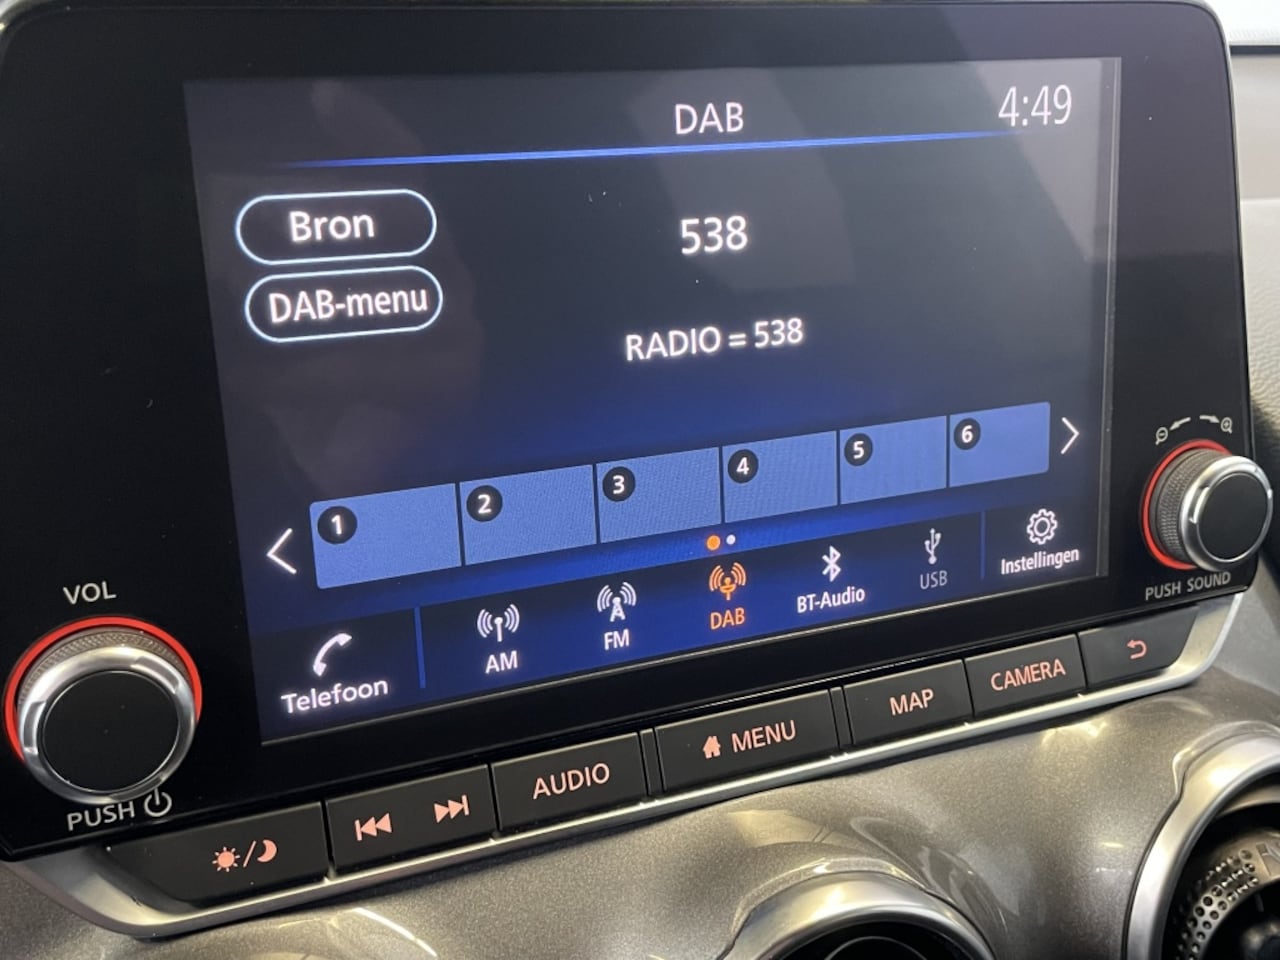 DAB
4:49
Bron
538
DAB-menu
RADIO = 538
1 2 3 4 5 6
Telefoon
AM
FM
DAB
BT-Audio
USB
Instellingen
VOL
PUSH
PUSH SOUND
AUDIO
MENU
MAP
CAMERA